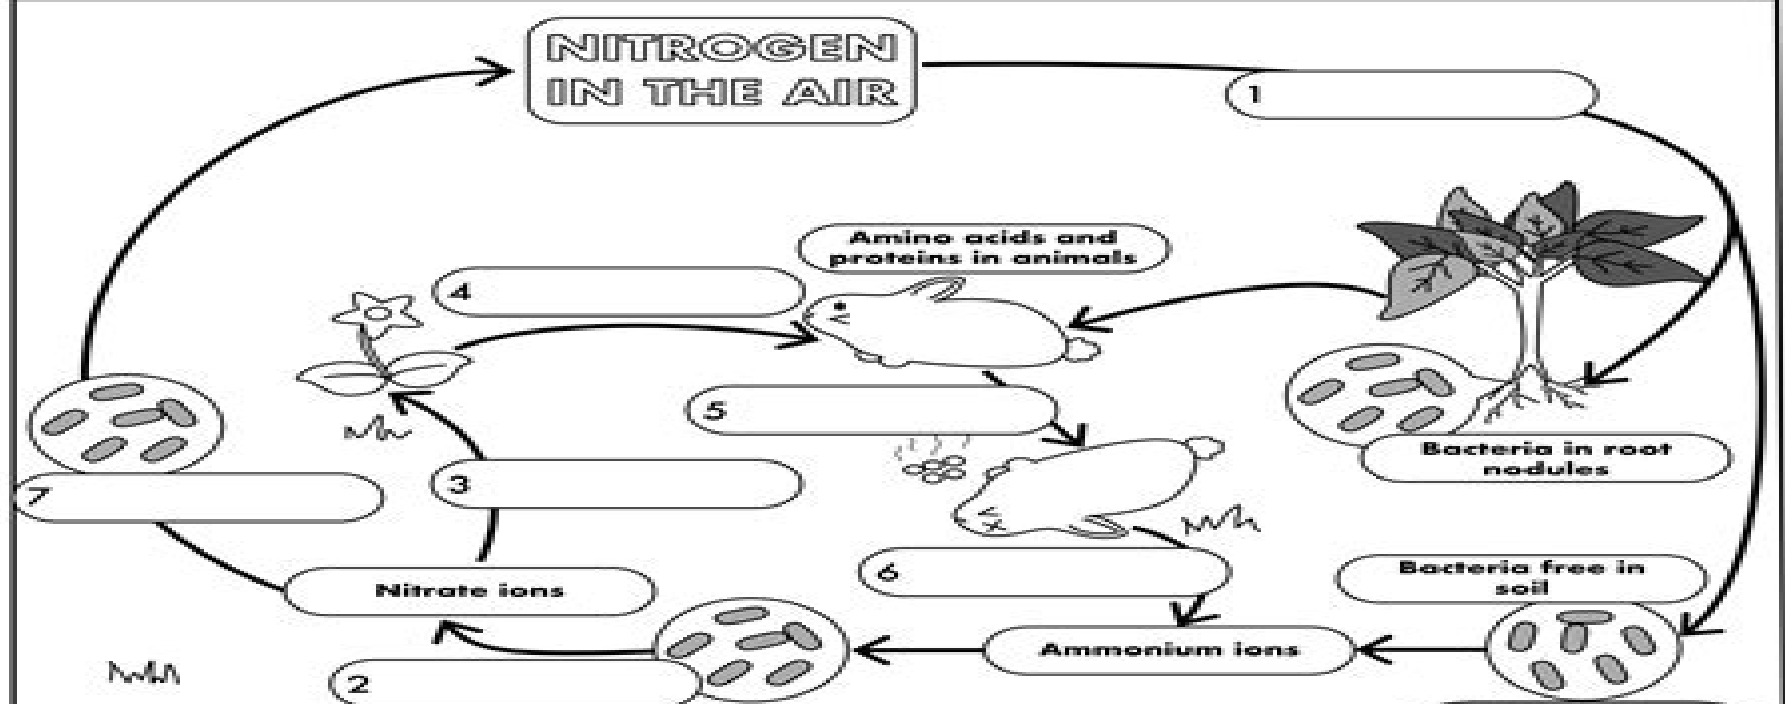 NITROGEN
IN THE AIR
1
Amino acids and
proteins in animals
4
5
Bacteria in root
nodules
3
7
6
Bacteria free in
soil
Nitrate ions
Ammonium ions
2